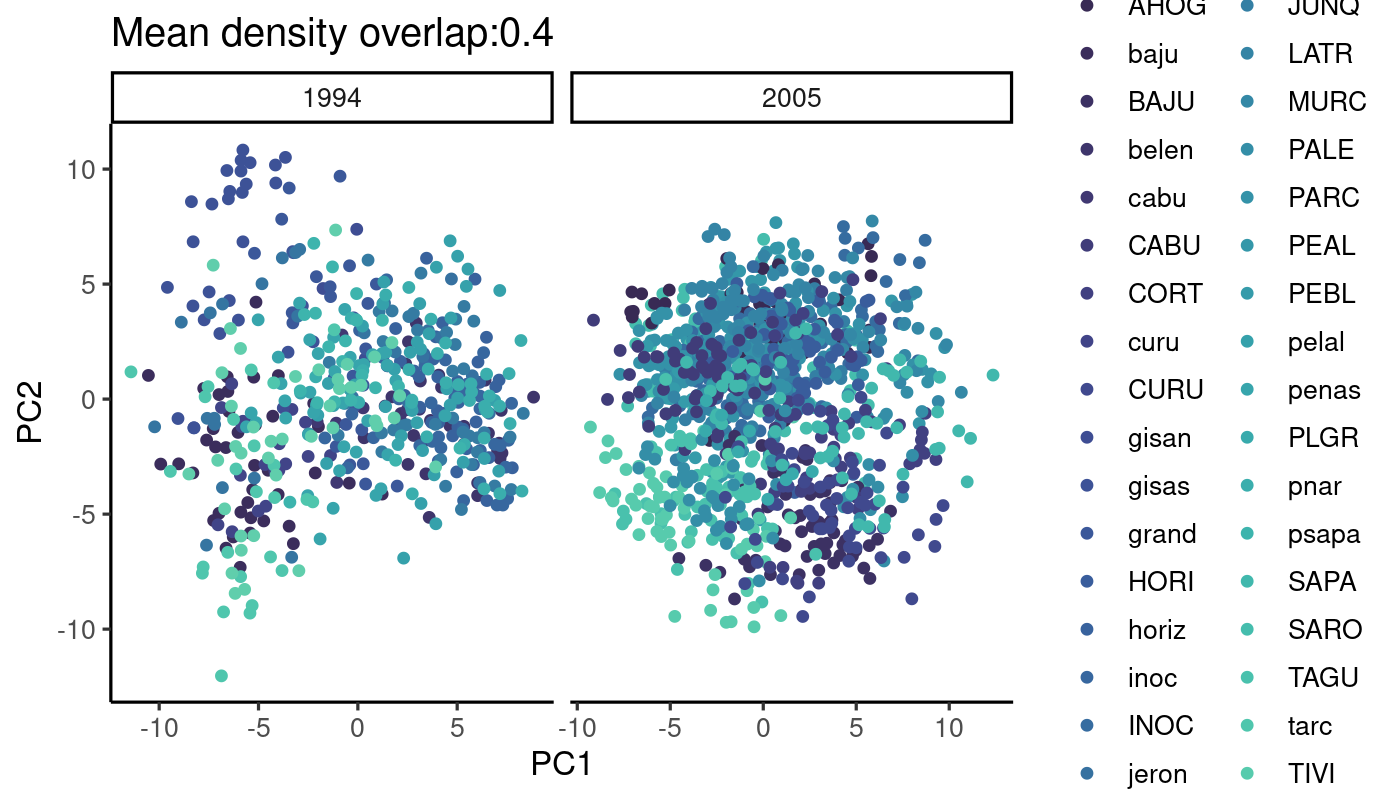 Mean density overlap:0.4
1994
2005
10
5
0
-5
-10
PC2
-10
-5
0
5
-10
-5
0
5
10
PC1
AHOG
baju
BAJU
belen
cabu
CABU
CORT
curu
CURU
gisan
gisas
grand
HORI
horiz
inoc
INOC
jeron
JUNQ
LATR
MURC
PALE
PARC
PEAL
PEBL
pelal
penas
PLGR
pnar
psapa
SAPA
SARO
TAGU
tarc
TIVI